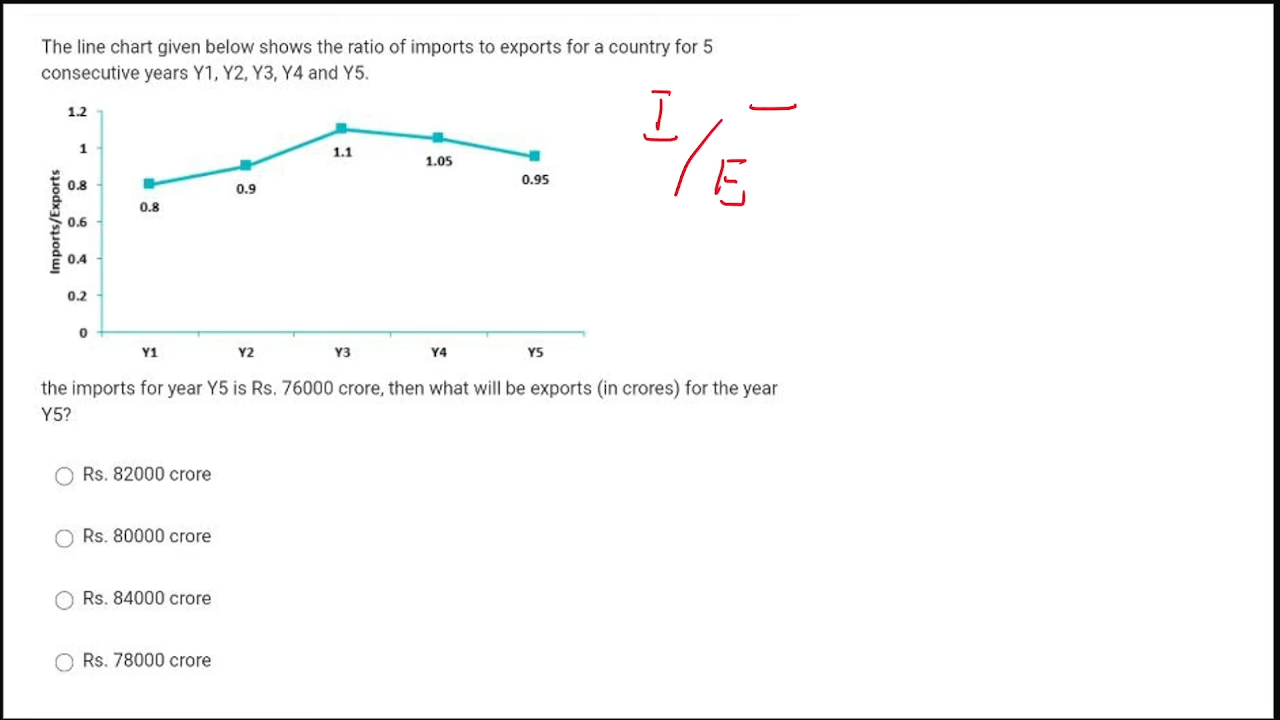 The line chart given below shows the ratio of imports to exports for a country for 5
consecutive years Y1, Y2, Y3, Y4 and Y5.
I/E
Imports/Exports
1.2
1
0.8
0.6
0.4
0.2
0
0.8
0.9
1.1
1.05
0.95
Y1 Y2 Y3 Y4 Y5
the imports for year Y5 is Rs. 76000 crore, then what will be exports (in crores) for the year
Y5?
Rs. 82000 crore
Rs. 80000 crore
Rs. 84000 crore
Rs. 78000 crore